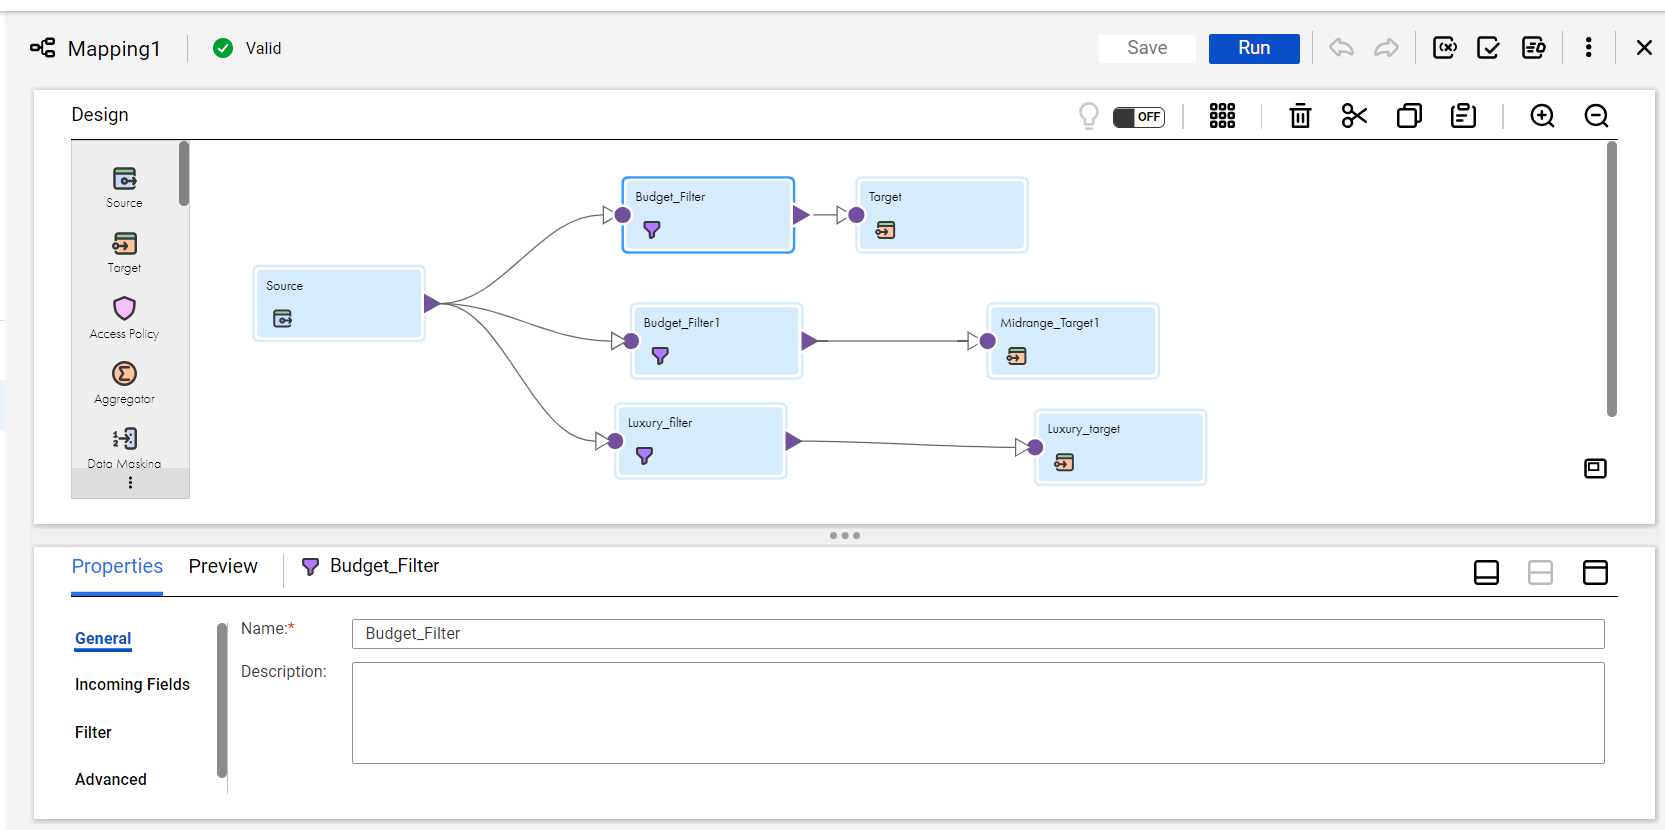 Mapping1
Valid
Save
Run
Design
OFF
Source
Target
Access Policy
Aggregator
Data Masking
Source
Budget_Filter
Target
Budget_Filter1
Midrange_Target1
Luxury_filter
Luxury_target
Properties
Preview
Budget_Filter
General
Incoming Fields
Filter
Advanced
Name:*
Budget_Filter
Description: